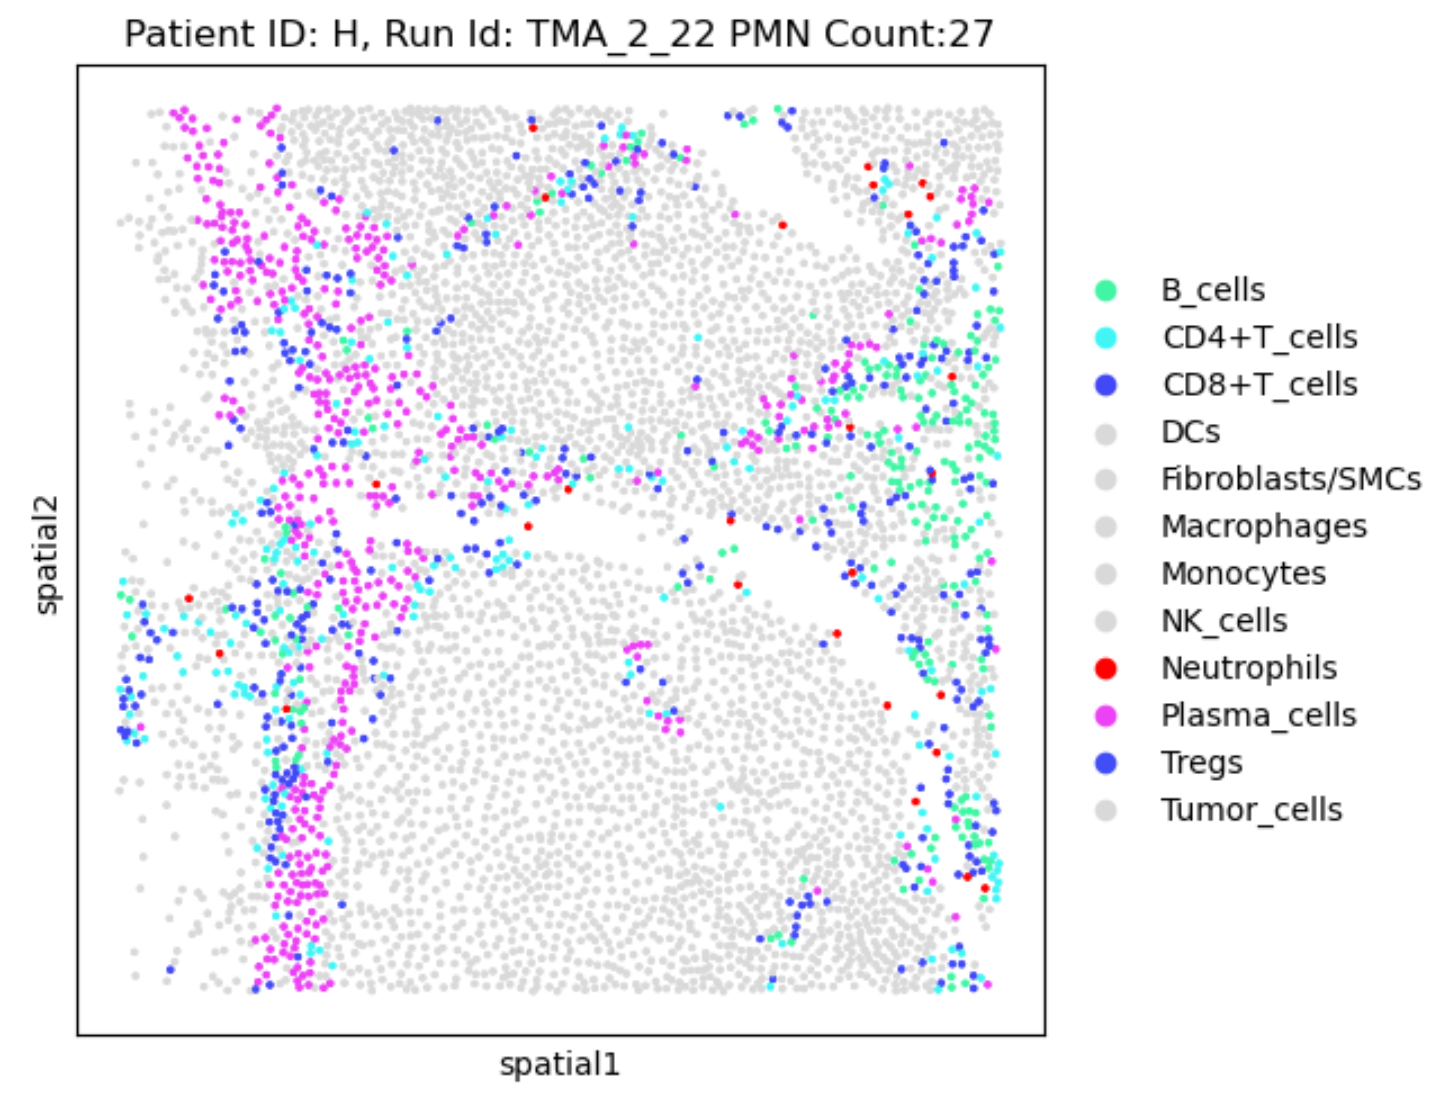 Patient ID: H, Run Id: TMA_2_22 PMN Count:27
B_cells
CD4+T_cells
CD8+T_cells
DCs
Fibroblasts/SMCs
Macrophages
Monocytes
NK_cells
Neutrophils
Plasma_cells
Tregs
Tumor_cells
spatial2
spatial1